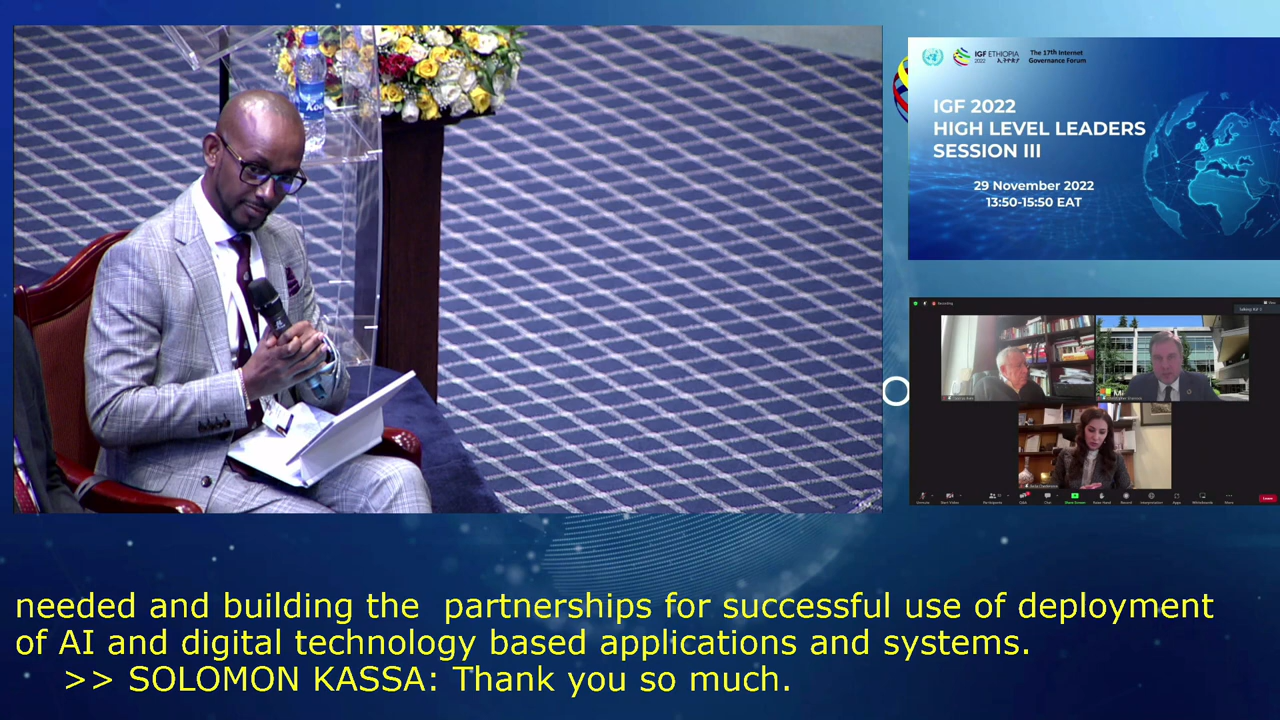 IGF ETHIOPIA
2022 ኢትዮጵያ
The 17th Internet
Governance Forum
IGF 2022
HIGH LEVEL LEADERS
SESSION III
29 November 2022
13:50-15:50 EAT
O
Recording
needed and building the partnerships for successful use of deployment
of AI and digital technology based applications and systems.
>> SOLOMON KASSA: Thank you so much.